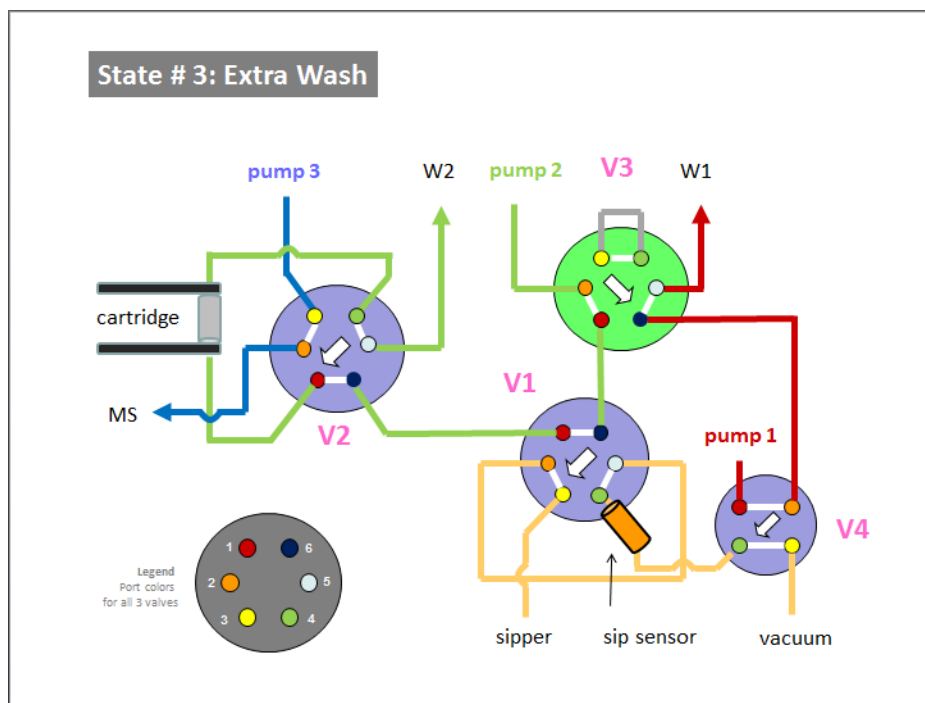 State # 3: Extra Wash
pump 3
W2
pump 2
V3
W1
cartridge
MS
V2
V1
pump 1
V4
1
6
Legend
Port colors
for all 3 valves
2
5
3
4
sipper
sip sensor
vacuum